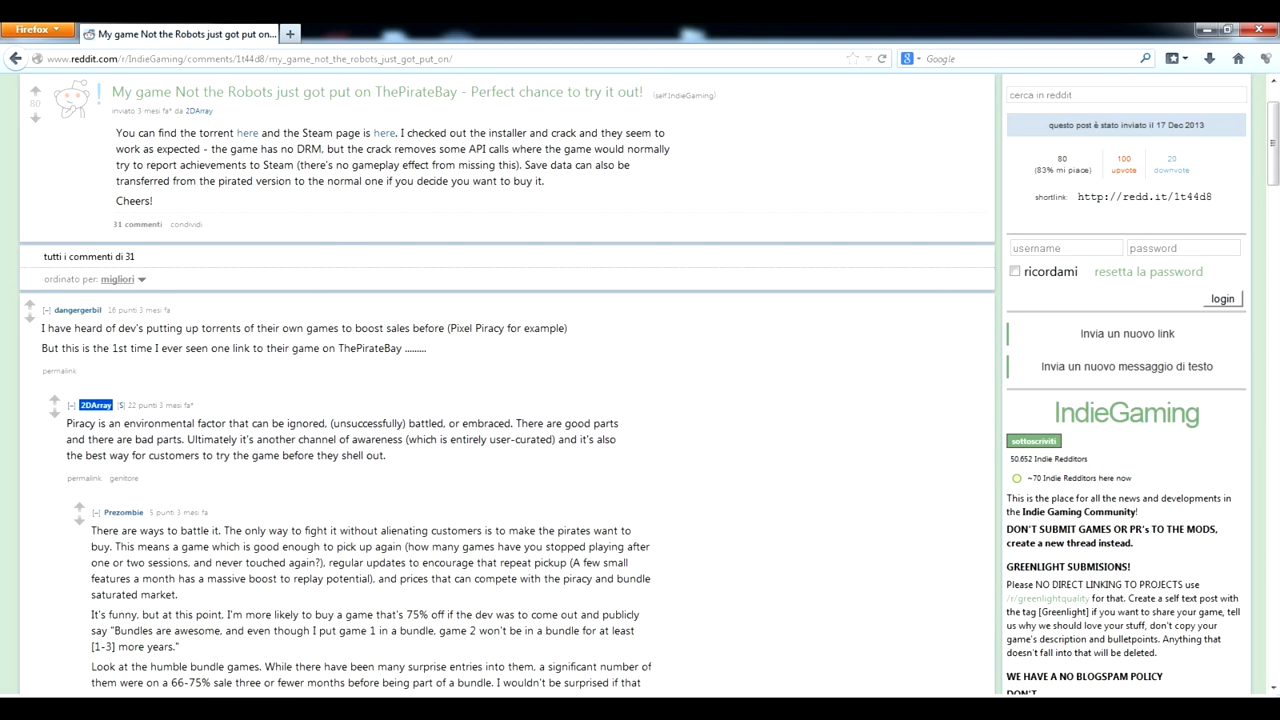 Firefox
My game Not the Robots just got put on...
www.reddit.com/r/IndieGaming/comments/1t44d8/my_game_not_the_robots_just_got_put_on/
Google
80
My game Not the Robots just got put on ThePirateBay - Perfect chance to try it out! (self.IndieGaming)
inviato 3 mesi fa* da 2DArray
You can find the torrent here and the Steam page is here. I checked out the installer and crack and they seem to
work as expected - the game has no DRM, but the crack removes some API calls where the game would normally
try to report achievements to Steam (there's no gameplay effect from missing this). Save data can also be
transferred from the pirated version to the normal one if you decide you want to buy it.
Cheers!
31 commenti condividi
tutti i commenti di 31
ordinato per: migliori
[–] dangergerbil 16 punti 3 mesi fa
I have heard of dev's putting up torrents of their own games to boost sales before (Pixel Piracy for example)
But this is the 1st time I ever seen one link to their game on ThePirateBay .........
permalink
[–] 2DArray [S] 22 punti 3 mesi fa*
Piracy is an environmental factor that can be ignored, (unsuccessfully) battled, or embraced. There are good parts
and there are bad parts. Ultimately it's another channel of awareness (which is entirely user-curated) and it's also
the best way for customers to try the game before they shell out.
permalink genitore
[–] Prezombie 5 punti 3 mesi fa
There are ways to battle it. The only way to fight it without alienating customers is to make the pirates want to
buy. This means a game which is good enough to pick up again (how many games have you stopped playing after
one or two sessions, and never touched again?), regular updates to encourage that repeat pickup (A few small
features a month has a massive boost to replay potential), and prices that can compete with the piracy and bundle
saturated market.
It's funny, but at this point, I'm more likely to buy a game that's 75% off if the dev was to come out and publicly
say "Bundles are awesome, and even though I put game 1 in a bundle, game 2 won't be in a bundle for at least
[1-3] more years."
Look at the humble bundle games. While there have been many surprise entries into them, a significant number of
them were on a 66-75% sale three or fewer months before being part of a bundle. I wouldn't be surprised if that
cerca in reddit
questo post è stato inviato il 17 Dec 2013
80 100 20
(83% mi piace) upvote downvote
shortlink: http://redd.it/1t44d8
username password
ricordami resetta la password
login
Invia un nuovo link
Invia un nuovo messaggio di testo
IndieGaming
sottoscriviti
50.652 Indie Redditors
~70 Indie Redditors here now
This is the place for all the news and developments in
the Indie Gaming Community!
DON'T SUBMIT GAMES OR PR's TO THE MODS,
create a new thread instead.
GREENLIGHT SUBMISIONS!
Please NO DIRECT LINKING TO PROJECTS use
/r/greenlightquality for that. Create a self text post with
the tag [Greenlight] if you want to share your game, tell
us why we should love your stuff, don't copy your
game's description and bulletpoints. Anything that
doesn't fall into that will be deleted.
WE HAVE A NO BLOGSPAM POLICY
DON'T